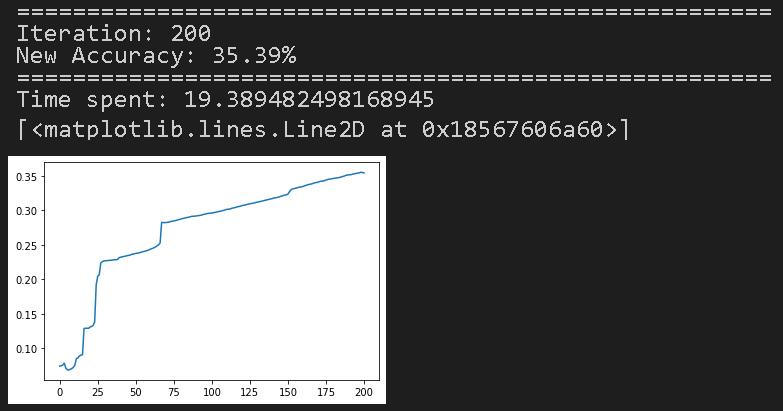 ======================================================
Iteration: 200
New Accuracy: 35.39%
======================================================
Time spent: 19.389482498168945
[<matplotlib.lines.Line2D at 0x18567606a60>]
0.35
0.30
0.25
0.20
0.15
0.10
0 25 50 75 100 125 150 175 200